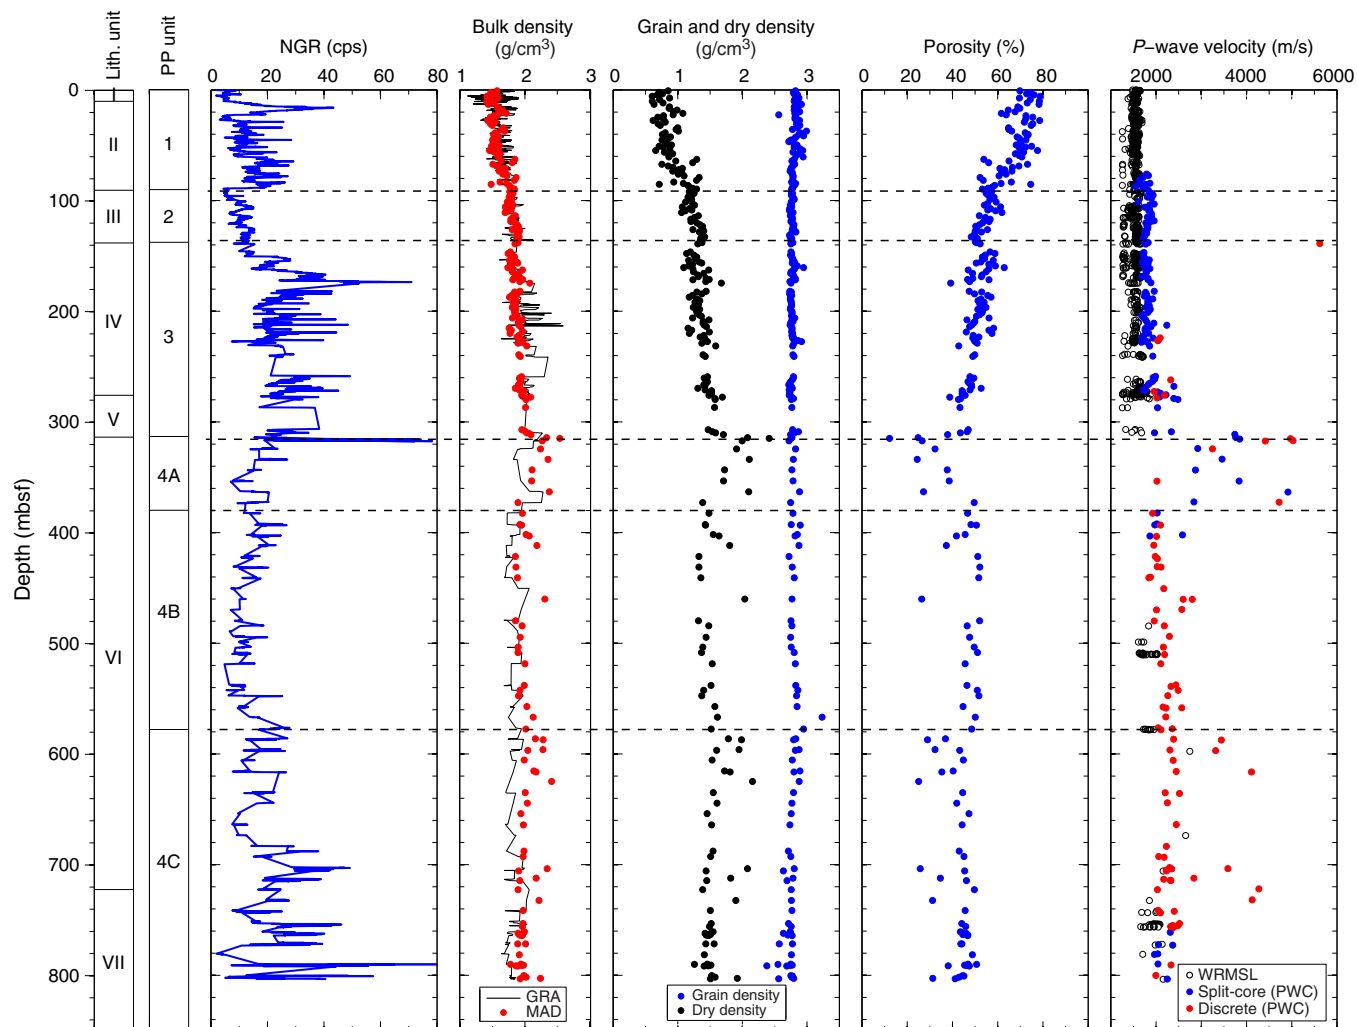 Lith. unit
PP unit
NGR (cps)
Bulk density
(g/cm³)
Grain and dry density
(g/cm³)
Porosity (%)
P–wave velocity (m/s)
0 20 40 60 80
1 2 3
0 1 2 3
0 20 40 60 80
2000 4000 6000
Depth (mbsf)
0
100
200
300
400
500
600
700
800
I
II
III
IV
V
VI
VII
1
2
3
4A
4B
4C
GRA
MAD
Grain density
Dry density
WRMSL
Split-core (PWC)
Discrete (PWC)